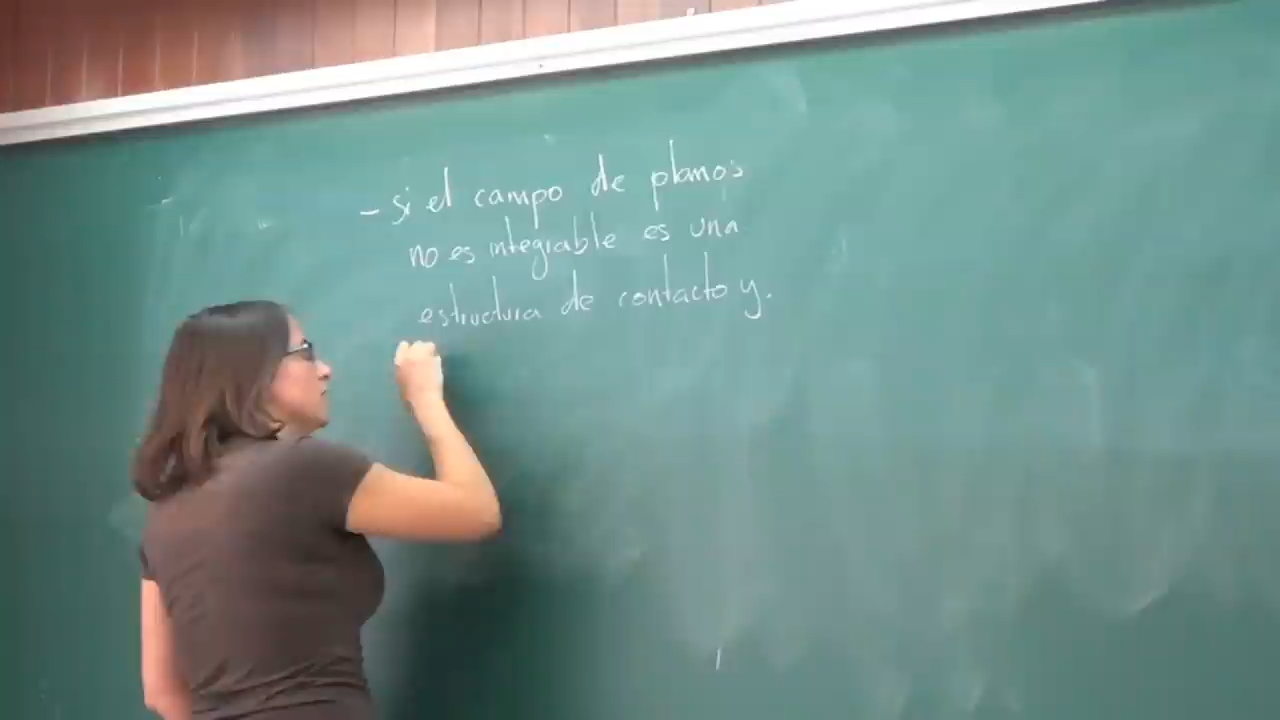 - si el campo de planos
no es integrable es una
estructura de contacto y.